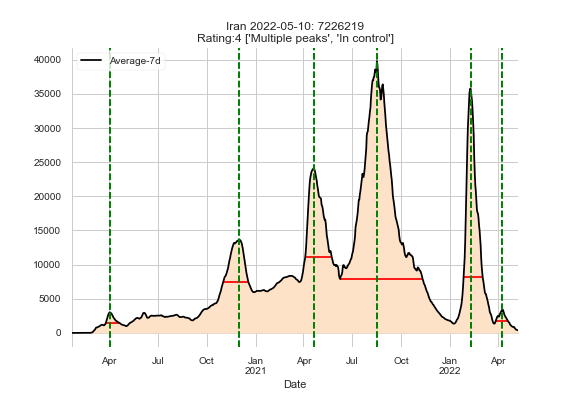 Iran 2022-05-10: 7226219
Rating:4 ['Multiple peaks', 'In control']
Average-7d
40000
35000
30000
25000
20000
15000
10000
5000
0
Apr Jul Oct Jan Apr Jul Oct Jan Apr
2021 2022
Date